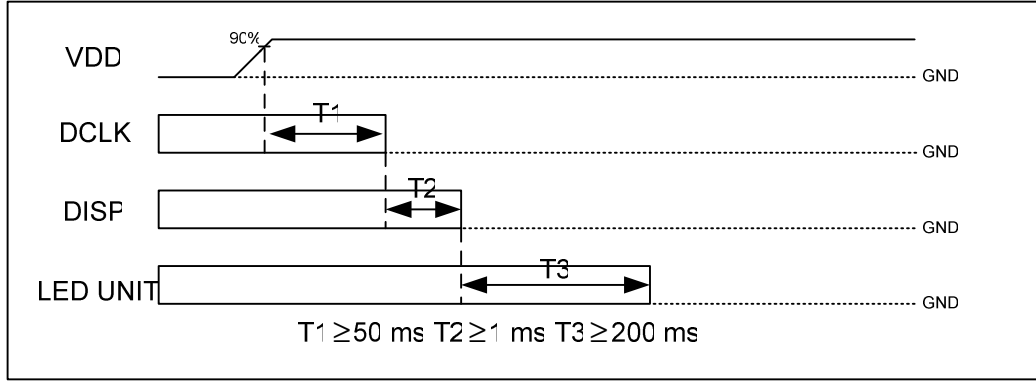 90%
VDD
GND
T1
DCLK
GND
T2
DISP
GND
T3
LED UNIT
GND
T1≥50 ms T2≥1 ms T3≥200 ms